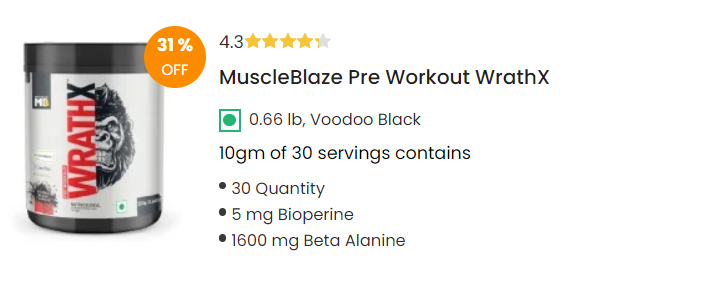 31 %
OFF
4.3
MuscleBlaze Pre Workout WrathX
0.66 lb, Voodoo Black
10gm of 30 servings contains
30 Quantity
5 mg Bioperine
1600 mg Beta Alanine
MB
WRATHX